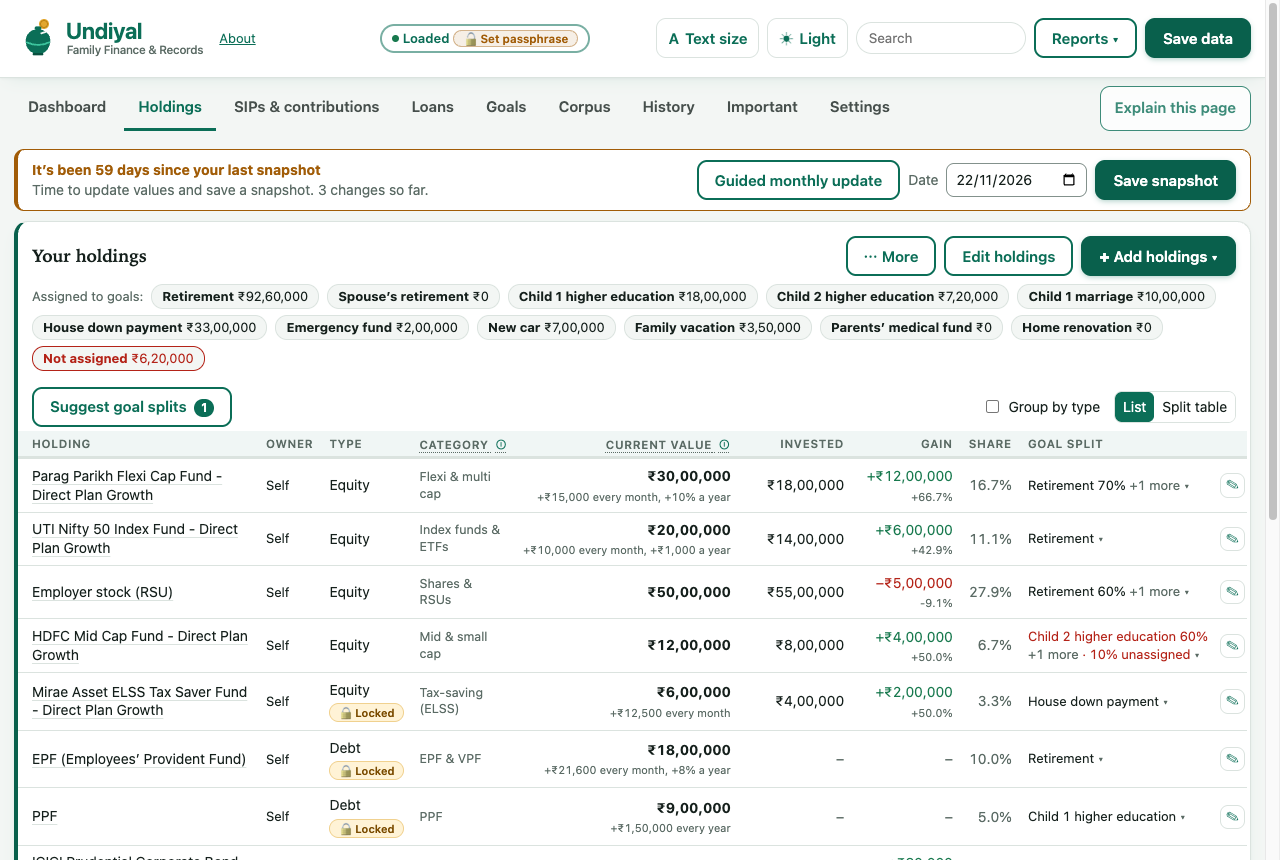 Undiyal
Family Finance & Records
About
Loaded
Set passphrase
A Text size
Light
Search
Reports
Save data
Dashboard
Holdings
SIPs & contributions
Loans
Goals
Corpus
History
Important
Settings
Explain this page
It's been 59 days since your last snapshot
Time to update values and save a snapshot. 3 changes so far.
Guided monthly update
Date
22/11/2026
Save snapshot
Your holdings
··· More
Edit holdings
+ Add holdings
Assigned to goals:
Retirement ₹92,60,000
Spouse's retirement ₹0
Child 1 higher education ₹18,00,000
Child 2 higher education ₹7,20,000
Child 1 marriage ₹10,00,000
House down payment ₹33,00,000
Emergency fund ₹2,00,000
New car ₹7,00,000
Family vacation ₹3,50,000
Parents' medical fund ₹0
Home renovation ₹0
Not assigned ₹6,20,000
Suggest goal splits 1
Group by type
List
Split table
HOLDING OWNER TYPE CATEGORY CURRENT VALUE INVESTED GAIN SHARE GOAL SPLIT
Parag Parikh Flexi Cap Fund -
Direct Plan Growth
Self
Equity
Flexi & multi
cap
₹30,00,000
+₹15,000 every month, +10% a year
₹18,00,000
+₹12,00,000
+66.7%
16.7%
Retirement 70% +1 more
UTI Nifty 50 Index Fund - Direct
Plan Growth
Self
Equity
Index funds &
ETFs
₹20,00,000
+₹10,000 every month, +₹1,000 a year
₹14,00,000
+₹6,00,000
+42.9%
11.1%
Retirement
Employer stock (RSU)
Self
Equity
Shares &
RSUs
₹50,00,000
₹55,00,000
−₹5,00,000
-9.1%
27.9%
Retirement 60% +1 more
HDFC Mid Cap Fund - Direct Plan
Growth
Self
Equity
Mid & small
cap
₹12,00,000
₹8,00,000
+₹4,00,000
+50.0%
6.7%
Child 2 higher education 60%
+1 more · 10% unassigned
Mirae Asset ELSS Tax Saver Fund
- Direct Plan Growth
Self
Equity
Locked
Tax-saving
(ELSS)
₹6,00,000
+₹12,500 every month
₹4,00,000
+₹2,00,000
+50.0%
3.3%
House down payment
EPF (Employees' Provident Fund)
Self
Debt
Locked
EPF & VPF
₹18,00,000
+₹21,600 every month, +8% a year
–
–
10.0%
Retirement
PPF
Self
Debt
Locked
PPF
₹9,00,000
+₹1,50,000 every year
–
–
5.0%
Child 1 higher education
ICICI Prudential Corporate Bond